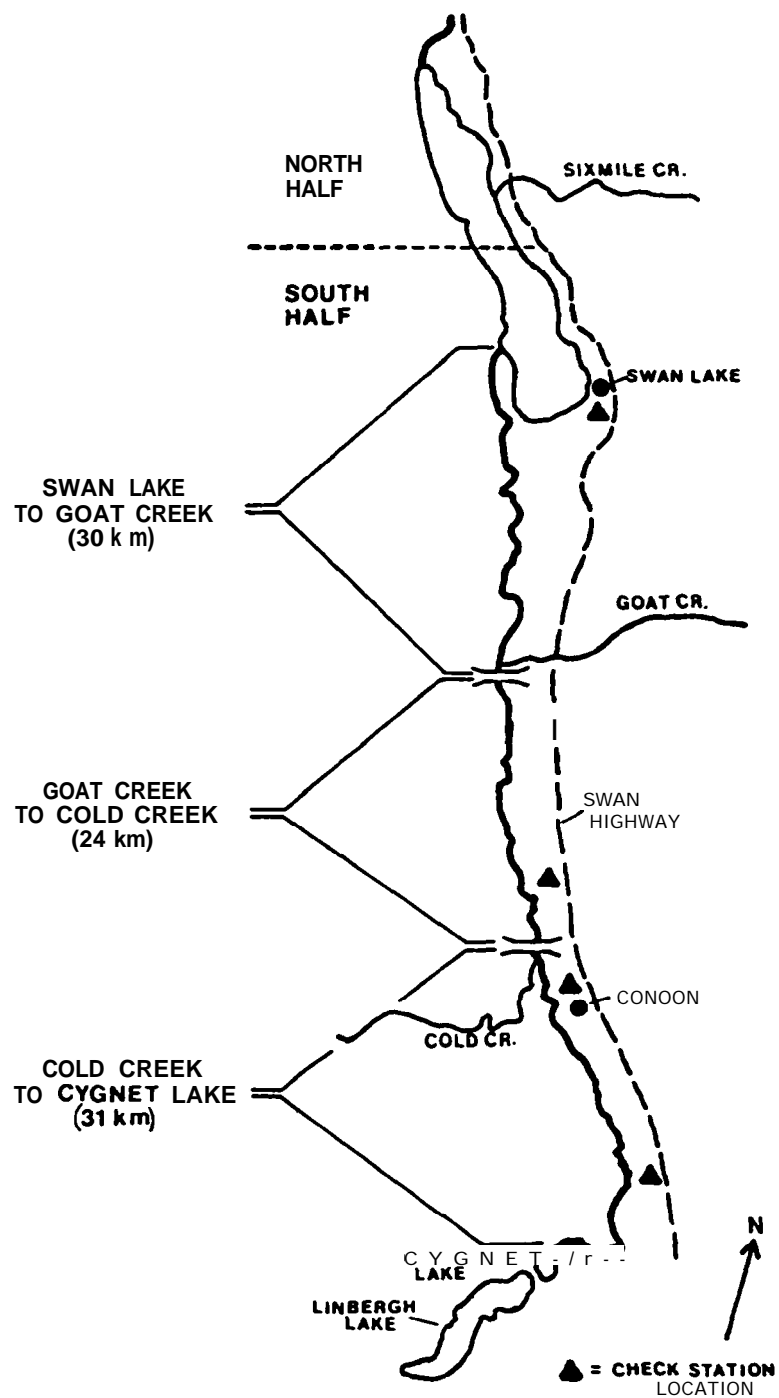 NORTH
HALF
SIXMILE CR.
SOUTH
HALF
SWAN LAKE
SWAN LAKE
TO GOAT CREEK
(30 km)
GOAT CR.
GOAT CREEK
TO COLD CREEK
(24 km)
SWAN
HIGHWAY
CONOON
COLD CR.
COLD CREEK
TO CYGNET LAKE
(31 km)
N
CYGNET-/r--
LAKE
LINBERGH
LAKE
▲ = CHECK STATION
LOCATION